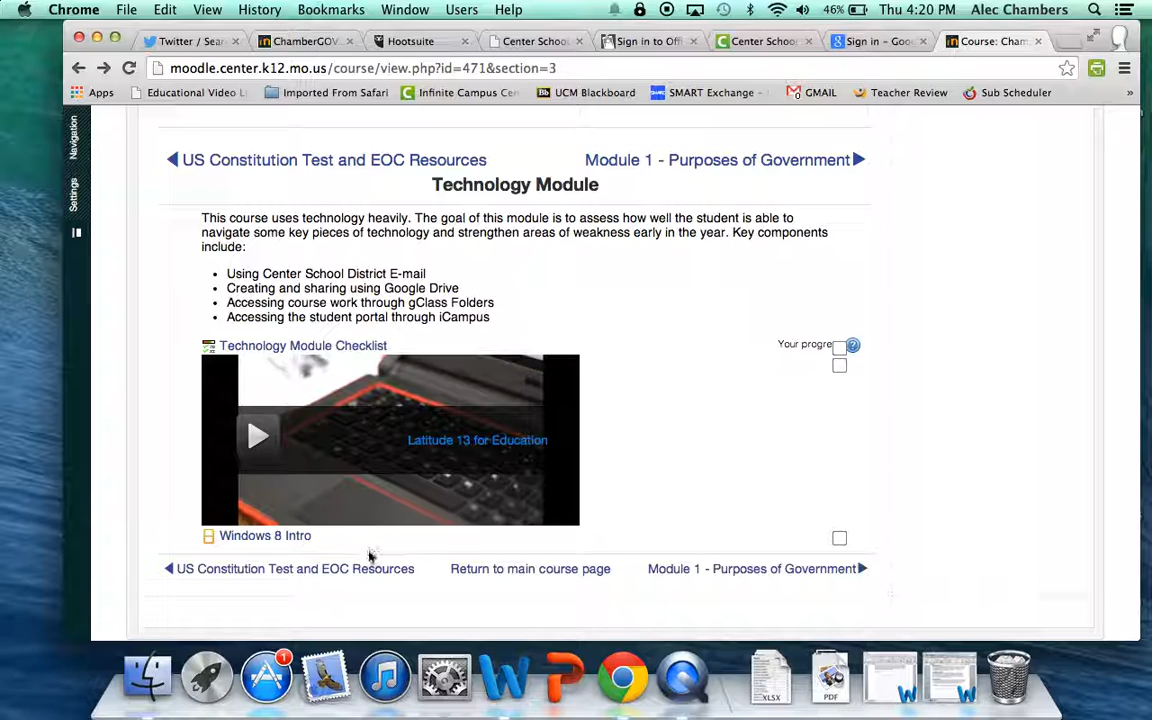 Chrome File Edit View History Bookmarks Window Users Help 46% Thu 4:20 PM Alec Chambers
Twitter / Sear ChamberGOV Hootsuite Center School Sign in to Offi Center School Sign in - Goo Course: Cham
moodle.center.k12.mo.us/course/view.php?id=471&section=3
Apps Educational Video Li Imported From Safari Infinite Campus Cen UCM Blackboard SMART Exchange - GMAIL Teacher Review Sub Scheduler »
Navigation
Settings
US Constitution Test and EOC Resources Module 1 - Purposes of Government
Technology Module
This course uses technology heavily. The goal of this module is to assess how well the student is able to
navigate some key pieces of technology and strengthen areas of weakness early in the year. Key components
include:
• Using Center School District E-mail
• Creating and sharing using Google Drive
• Accessing course work through gClass Folders
• Accessing the student portal through iCampus
Technology Module Checklist Your progre
Latitude 13 for Education
Windows 8 Intro
US Constitution Test and EOC Resources Return to main course page Module 1 - Purposes of Government
1
XLSX PDF